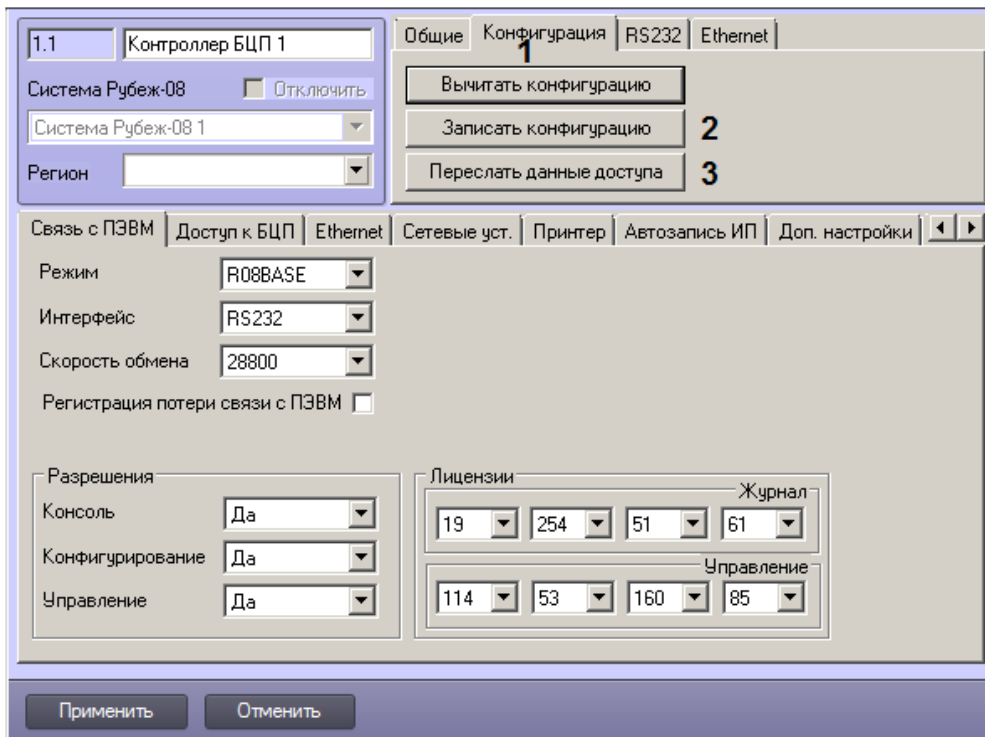 1.1 Контроллер БЦП 1
Система Рубеж-08 Отключить
Система Рубеж-08 1
Регион
Общие Конфигурация RS232 Ethernet
1
Вычитать конфигурацию
Записать конфигурацию 2
Переслать данные доступа 3
Связь с ПЭВМ Доступ к БЦП Ethernet Сетевые уст. Принтер Автозапись ИП Доп. настройки
Режим R08BASE
Интерфейс RS232
Скорость обмена 28800
Регистрация потери связи с ПЭВМ
Разрешения
Консоль Да
Конфигурирование Да
Управление Да
Лицензии
Журнал
19 254 51 61
Управление
114 53 160 85
Применить Отменить